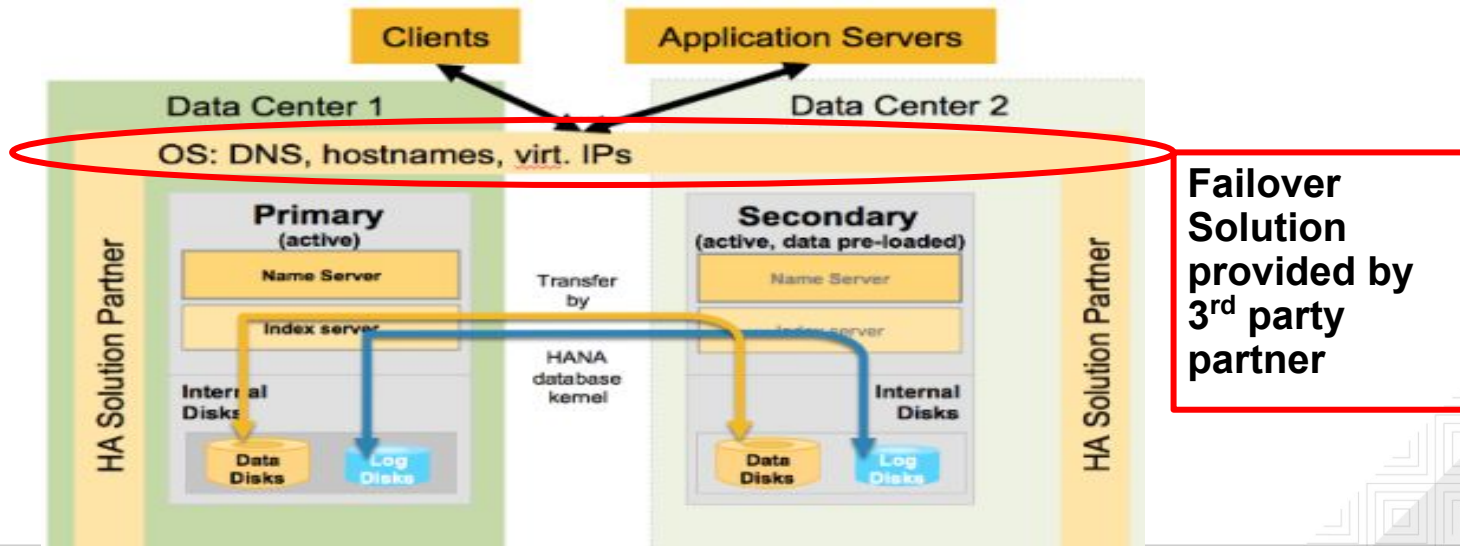 Clients
Application Servers
Data Center 1
Data Center 2
OS: DNS, hostnames, virt. IPs
HA Solution Partner
Primary
(active)
Name Server
Index server
Internal
Disks
Data
Disks
Log
Disks
Transfer
by
HANA
database
kernel
Secondary
(active, data pre-loaded)
Name Server
Index server
Internal
Disks
Data
Disks
Log
Disks
HA Solution Partner
Failover
Solution
provided by
3rd party
partner